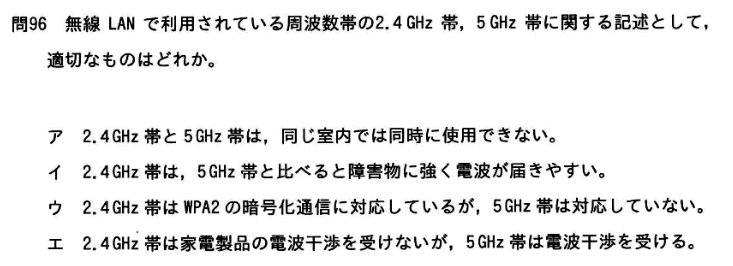 問96 無線 LAN で利用されている周波数帯の2.4 GHz 帯，5 GHz 帯に関する記述として，
適切なものはどれか。
ア 2.4 GHz 帯と 5 GHz 帯は，同じ室内では同時に使用できない。
イ 2.4 GHz 帯は，5 GHz 帯と比べると障害物に強く電波が届きやすい。
ウ 2.4 GHz 帯は WPA2 の暗号化通信に対応しているが，5 GHz 帯は対応していない。
エ 2.4 GHz 帯は家電製品の電波干渉を受けないが，5 GHz 帯は電波干渉を受ける。